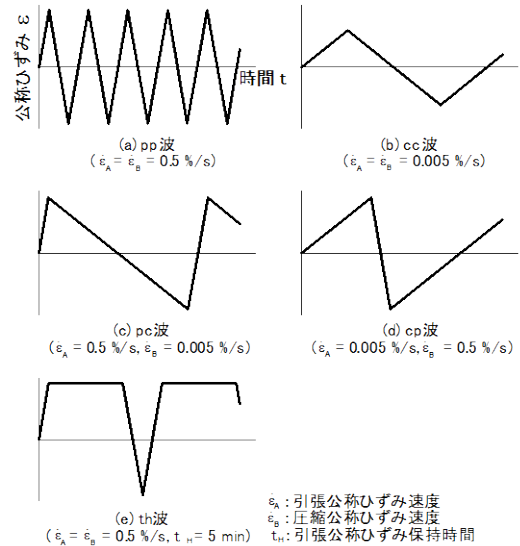 公称ひずみ ε
時間 t
(a) pp波
( ε̇A = ε̇B = 0.5 %/s)
(b) cc波
( ε̇A = ε̇B = 0.005 %/s)
(c) pc波
( ε̇A = 0.5 %/s, ε̇B = 0.005 %/s)
(d) cp波
( ε̇A = 0.005 %/s, ε̇B = 0.5 %/s)
(e) th波
( ε̇A = ε̇B = 0.5 %/s, t H = 5 min)
ε̇A : 引張公称ひずみ速度
ε̇B : 圧縮公称ひずみ速度
tH : 引張公称ひずみ保持時間